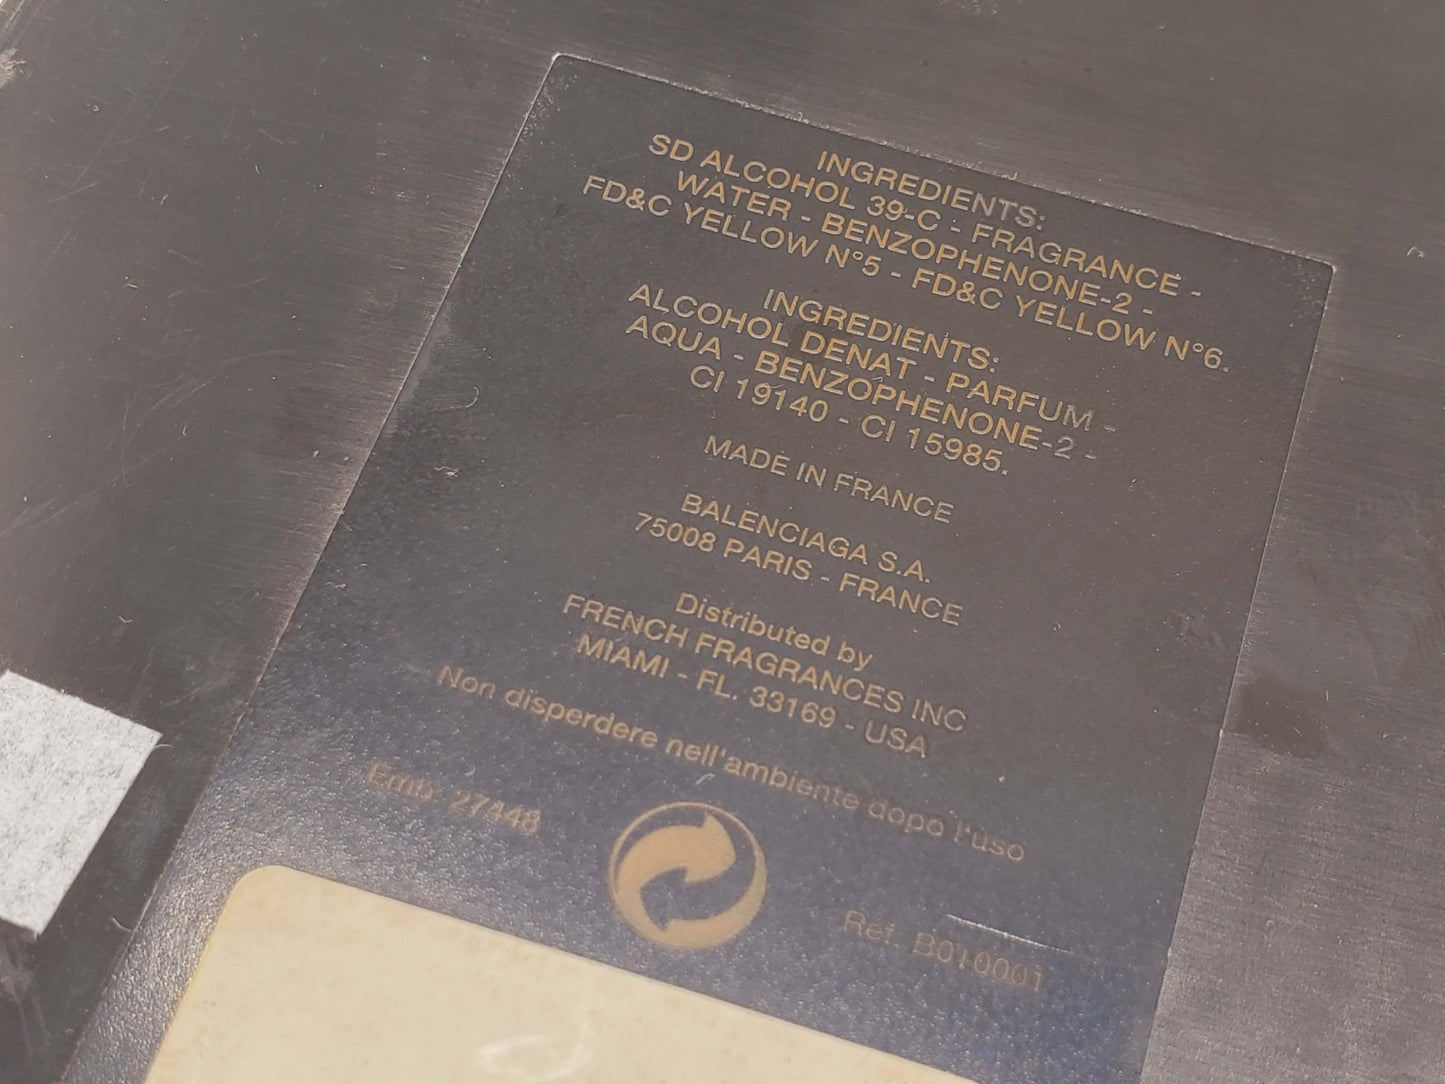 INGREDIENTS:
SD ALCOHOL 39-C - FRAGRANCE -
WATER - BENZOPHENONE-2 -
FD&C YELLOW N°5 - FD&C YELLOW N°6.
INGREDIENTS:
ALCOHOL DENAT - PARFUM -
AQUA - BENZOPHENONE-2 -
CI 19140 - CI 15985.
MADE IN FRANCE
BALENCIAGA S.A.
75008 PARIS - FRANCE
Distributed by
FRENCH FRAGRANCES INC
MIAMI - FL. 33169 - USA
Non disperdere nell'ambiente dopo l'uso
Emb. 27448
Réf. B010001